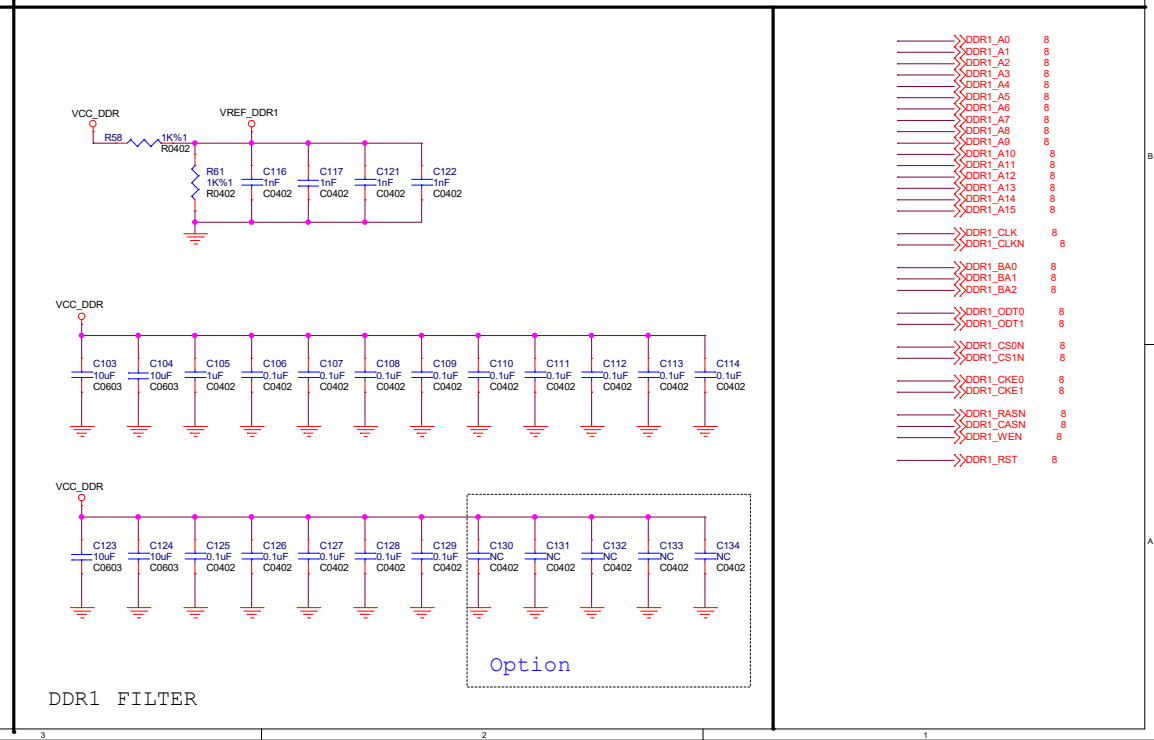 VCC_DDR
VREF_DDR1
R58
1K%1
R0402
R61
1K%1
R0402
C116
1nF
C0402
C117
1nF
C0402
C121
1nF
C0402
C122
1nF
C0402
VCC_DDR
C103
10uF
C0603
C104
10uF
C0603
C105
1uF
C0402
C106
0.1uF
C0402
C107
0.1uF
C0402
C108
0.1uF
C0402
C109
0.1uF
C0402
C110
0.1uF
C0402
C111
0.1uF
C0402
C112
0.1uF
C0402
C113
0.1uF
C0402
C114
0.1uF
C0402
VCC_DDR
C123
10uF
C0603
C124
10uF
C0603
C125
0.1uF
C0402
C126
0.1uF
C0402
C127
0.1uF
C0402
C128
0.1uF
C0402
C129
0.1uF
C0402
C130
NC
C0402
C131
NC
C0402
C132
NC
C0402
C133
NC
C0402
C134
NC
C0402
Option
DDR1 FILTER
DDR1_A0 8
DDR1_A1 8
DDR1_A2 8
DDR1_A3 8
DDR1_A4 8
DDR1_A5 8
DDR1_A6 8
DDR1_A7 8
DDR1_A8 8
DDR1_A9 8
DDR1_A10 8
DDR1_A11 8
DDR1_A12 8
DDR1_A13 8
DDR1_A14 8
DDR1_A15 8
DDR1_CLK 8
DDR1_CLKN 8
DDR1_BA0 8
DDR1_BA1 8
DDR1_BA2 8
DDR1_ODT0 8
DDR1_ODT1 8
DDR1_CS0N 8
DDR1_CS1N 8
DDR1_CKE0 8
DDR1_CKE1 8
DDR1_RASN 8
DDR1_CASN 8
DDR1_WEN 8
DDR1_RST 8
B
A
3
2
1